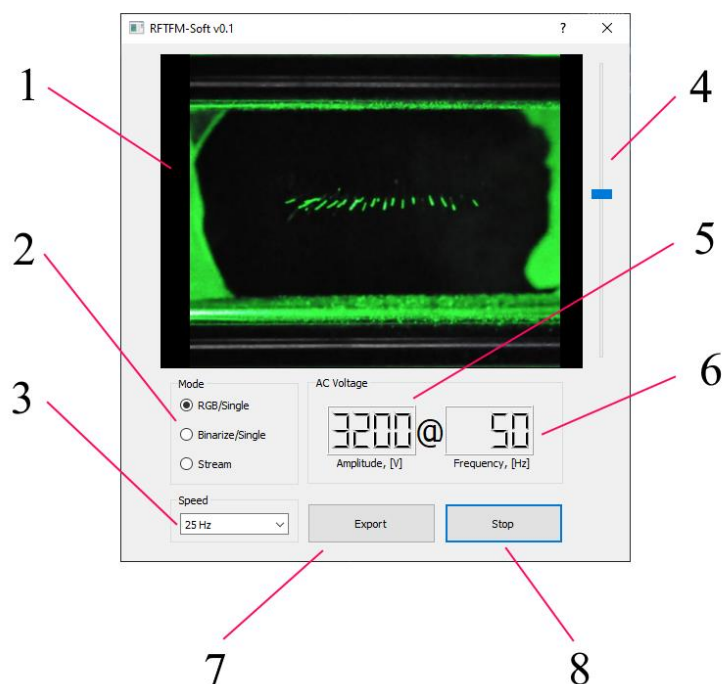 RFTFM-Soft v0.1 ?
1
4
2
5
3
6
Mode
RGB/Single
Binarize/Single
Stream
AC Voltage
3200@ 50
Amplitude, [V] Frequency, [Hz]
Speed
25 Hz
Export Stop
7
8